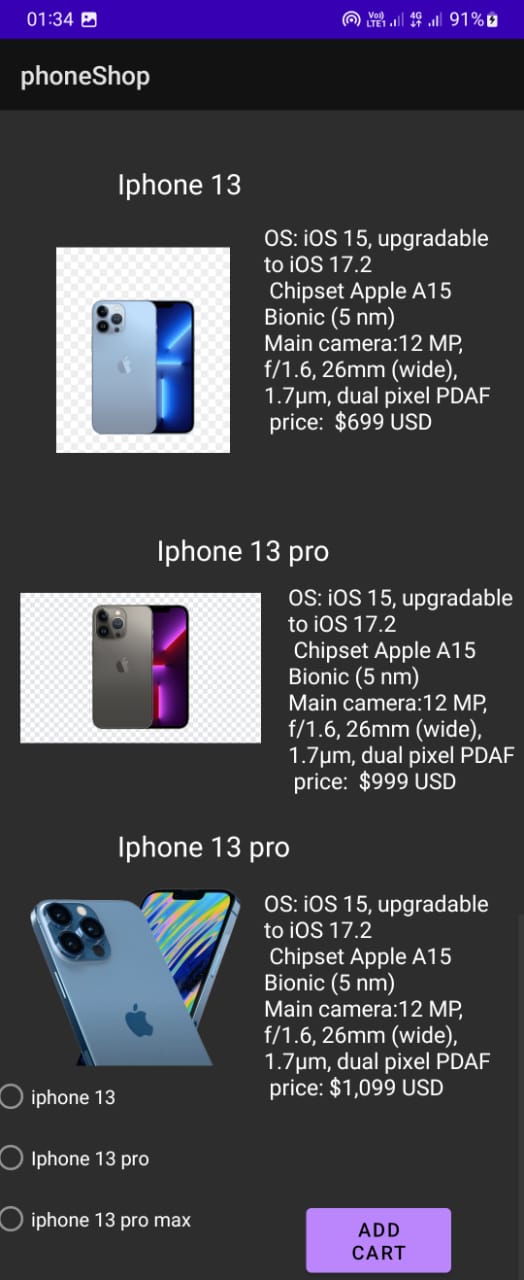 01:34 Vo)) LTE1 4G 91%
phoneShop
Iphone 13
OS: iOS 15, upgradable
to iOS 17.2
Chipset Apple A15
Bionic (5 nm)
Main camera:12 MP,
f/1.6, 26mm (wide),
1.7µm, dual pixel PDAF
price:  $699 USD
Iphone 13 pro
OS: iOS 15, upgradable
to iOS 17.2
Chipset Apple A15
Bionic (5 nm)
Main camera:12 MP,
f/1.6, 26mm (wide),
1.7µm, dual pixel PDAF
price:  $999 USD
Iphone 13 pro
OS: iOS 15, upgradable
to iOS 17.2
Chipset Apple A15
Bionic (5 nm)
Main camera:12 MP,
f/1.6, 26mm (wide),
1.7µm, dual pixel PDAF
price: $1,099 USD
iphone 13
Iphone 13 pro
iphone 13 pro max
ADD
CART